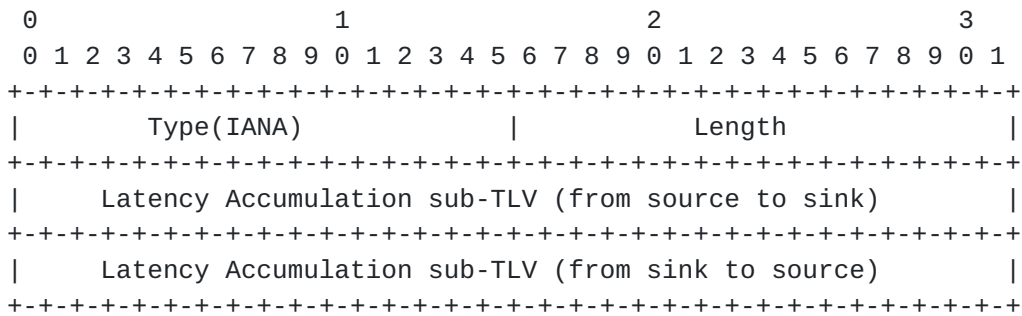 0                   1                   2                   3
 0 1 2 3 4 5 6 7 8 9 0 1 2 3 4 5 6 7 8 9 0 1 2 3 4 5 6 7 8 9 0 1
+-+-+-+-+-+-+-+-+-+-+-+-+-+-+-+-+-+-+-+-+-+-+-+-+-+-+-+-+-+-+-+-+
|        Type(IANA)             |           Length              |
+-+-+-+-+-+-+-+-+-+-+-+-+-+-+-+-+-+-+-+-+-+-+-+-+-+-+-+-+-+-+-+-+
|     Latency Accumulation sub-TLV (from source to sink)        |
+-+-+-+-+-+-+-+-+-+-+-+-+-+-+-+-+-+-+-+-+-+-+-+-+-+-+-+-+-+-+-+-+
|     Latency Accumulation sub-TLV (from sink to source)        |
+-+-+-+-+-+-+-+-+-+-+-+-+-+-+-+-+-+-+-+-+-+-+-+-+-+-+-+-+-+-+-+-+